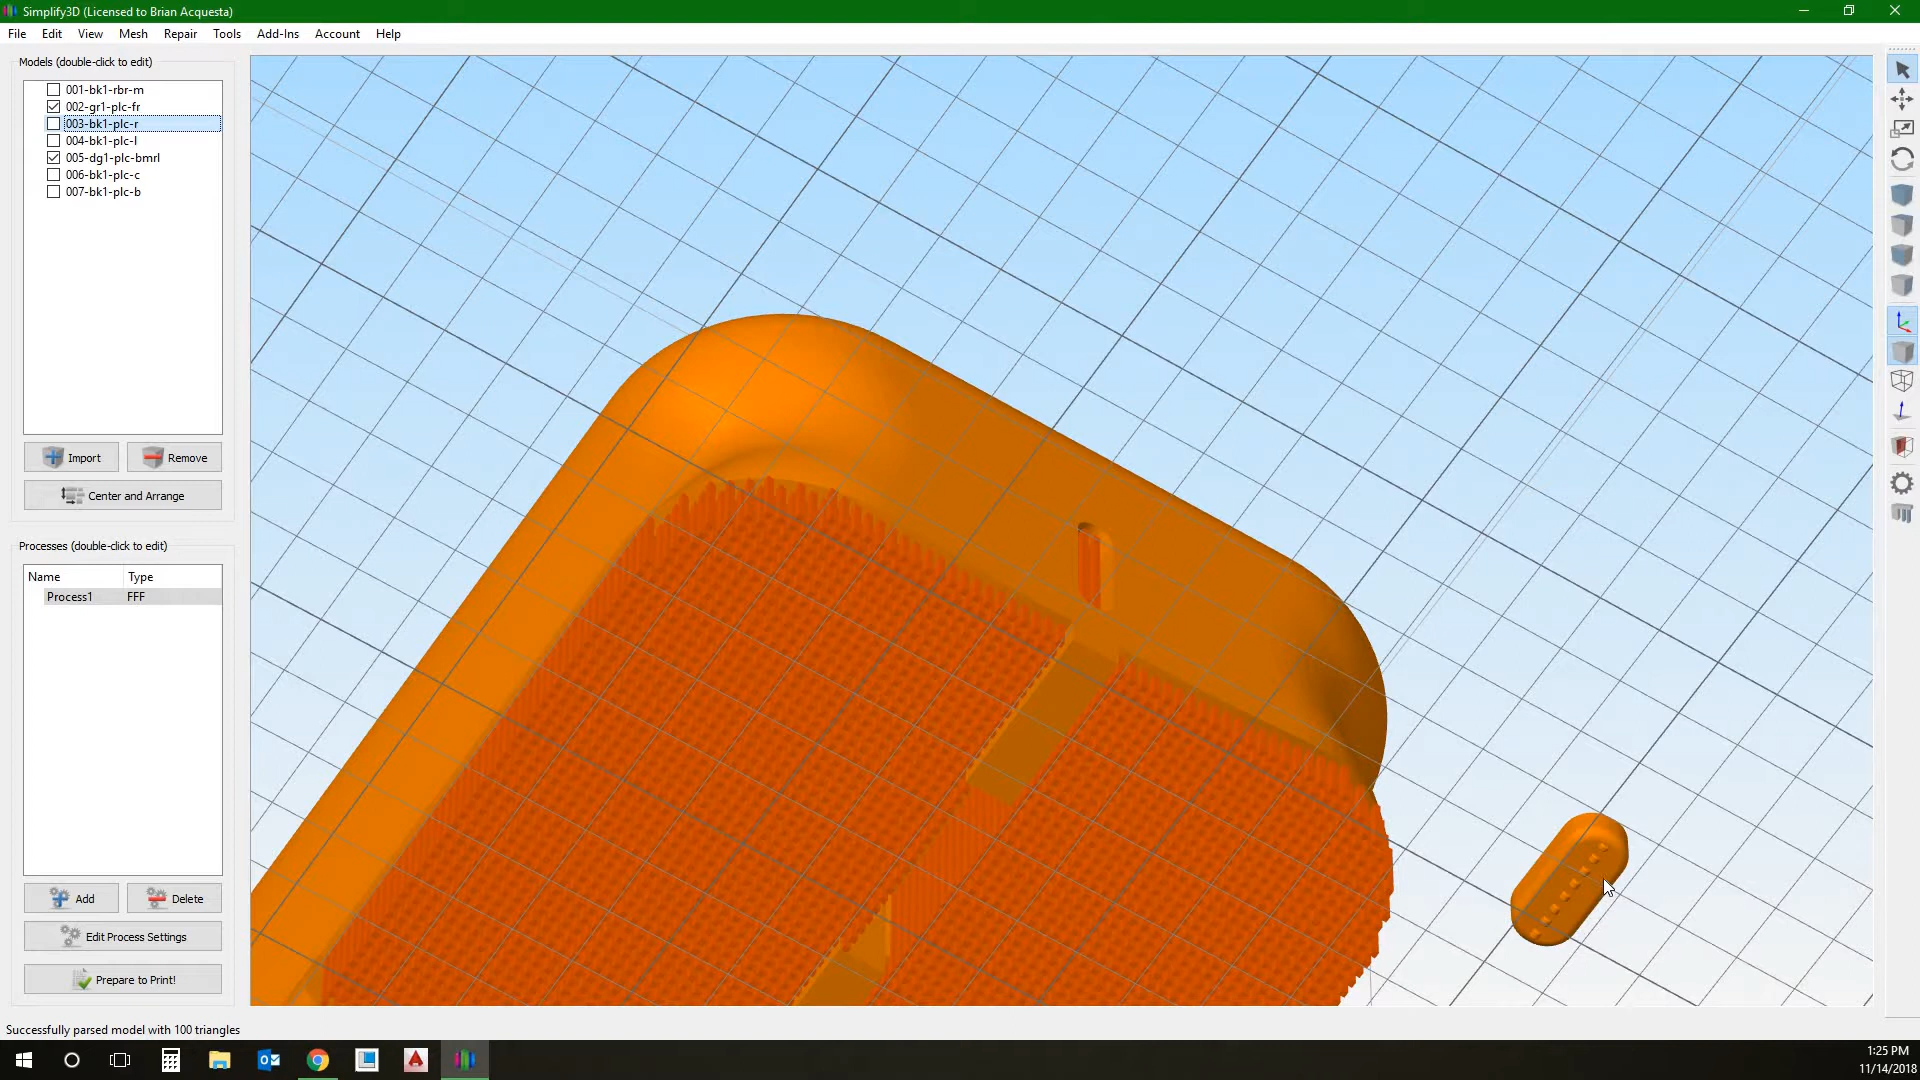 Simplify3D (Licensed to Brian Acquesta)
File Edit View Mesh Repair Tools Add-Ins Account Help
Models (double-click to edit)
001-bk1-rbr-m
002-gr1-plc-fr
003-bk1-plc-r
004-bk1-plc-l
005-dg1-plc-bmrl
006-bk1-plc-c
007-bk1-plc-b
Import Remove
Center and Arrange
Processes (double-click to edit)
Name Type
Process1 FFF
Add Delete
Edit Process Settings
Prepare to Print!
Successfully parsed model with 100 triangles
1:25 PM
11/14/2018